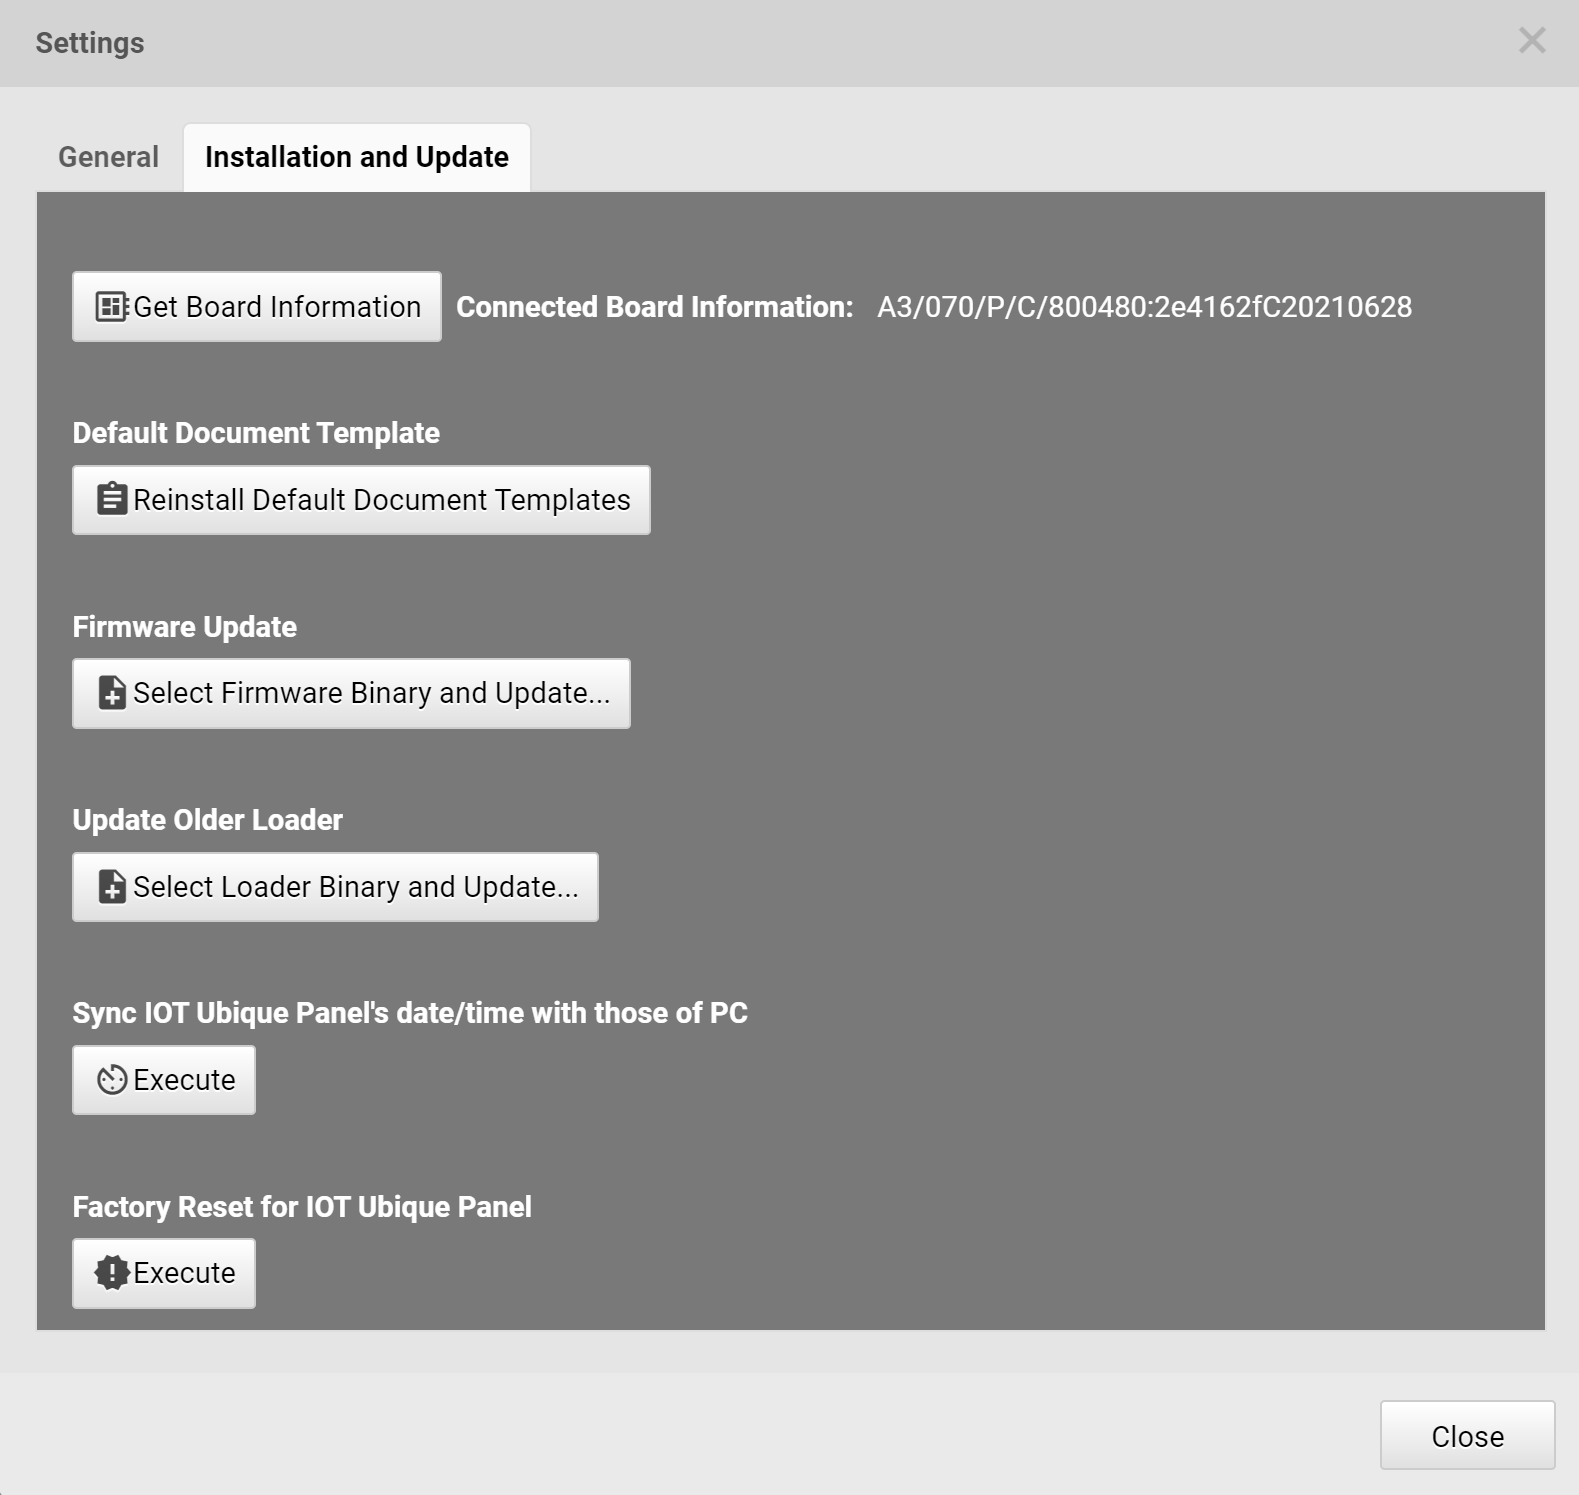 Settings
General Installation and Update
Get Board Information Connected Board Information: A3/070/P/C/800480:2e4162fC20210628
Default Document Template
Reinstall Default Document Templates
Firmware Update
Select Firmware Binary and Update...
Update Older Loader
Select Loader Binary and Update...
Sync IOT Ubique Panel's date/time with those of PC
Execute
Factory Reset for IOT Ubique Panel
Execute
Close